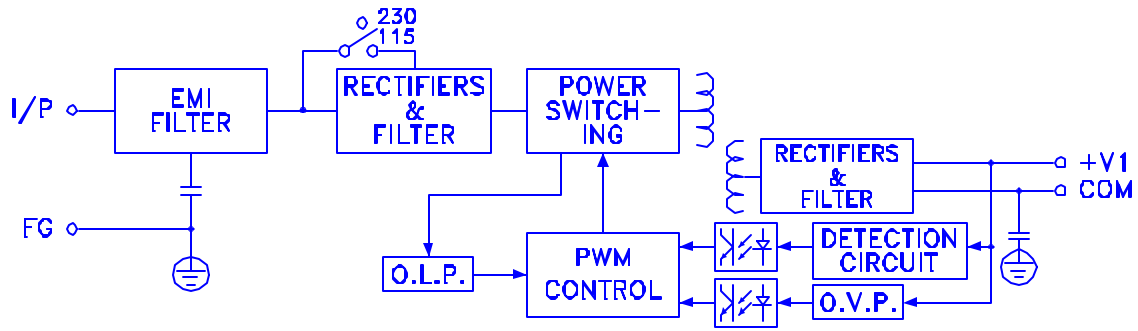 230
115
I/P
EMI
FILTER
RECTIFIERS
&
FILTER
POWER
SWITCH-
ING
RECTIFIERS
&
FILTER
+V1
COM
FG
O.L.P.
PWM
CONTROL
DETECTION
CIRCUIT
O.V.P.